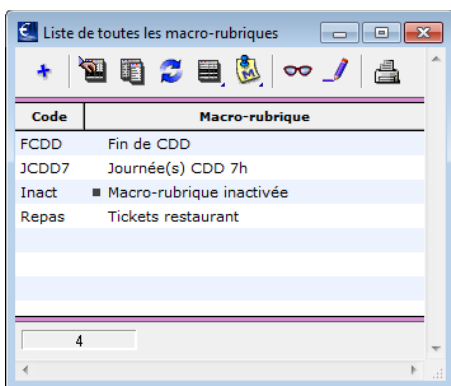 Liste de toutes les macro-rubriques
Code Macro-rubrique
FCDD Fin de CDD
JCDD7 Journée(s) CDD 7h
Inact ■ Macro-rubrique inactivée
Repas Tickets restaurant
4